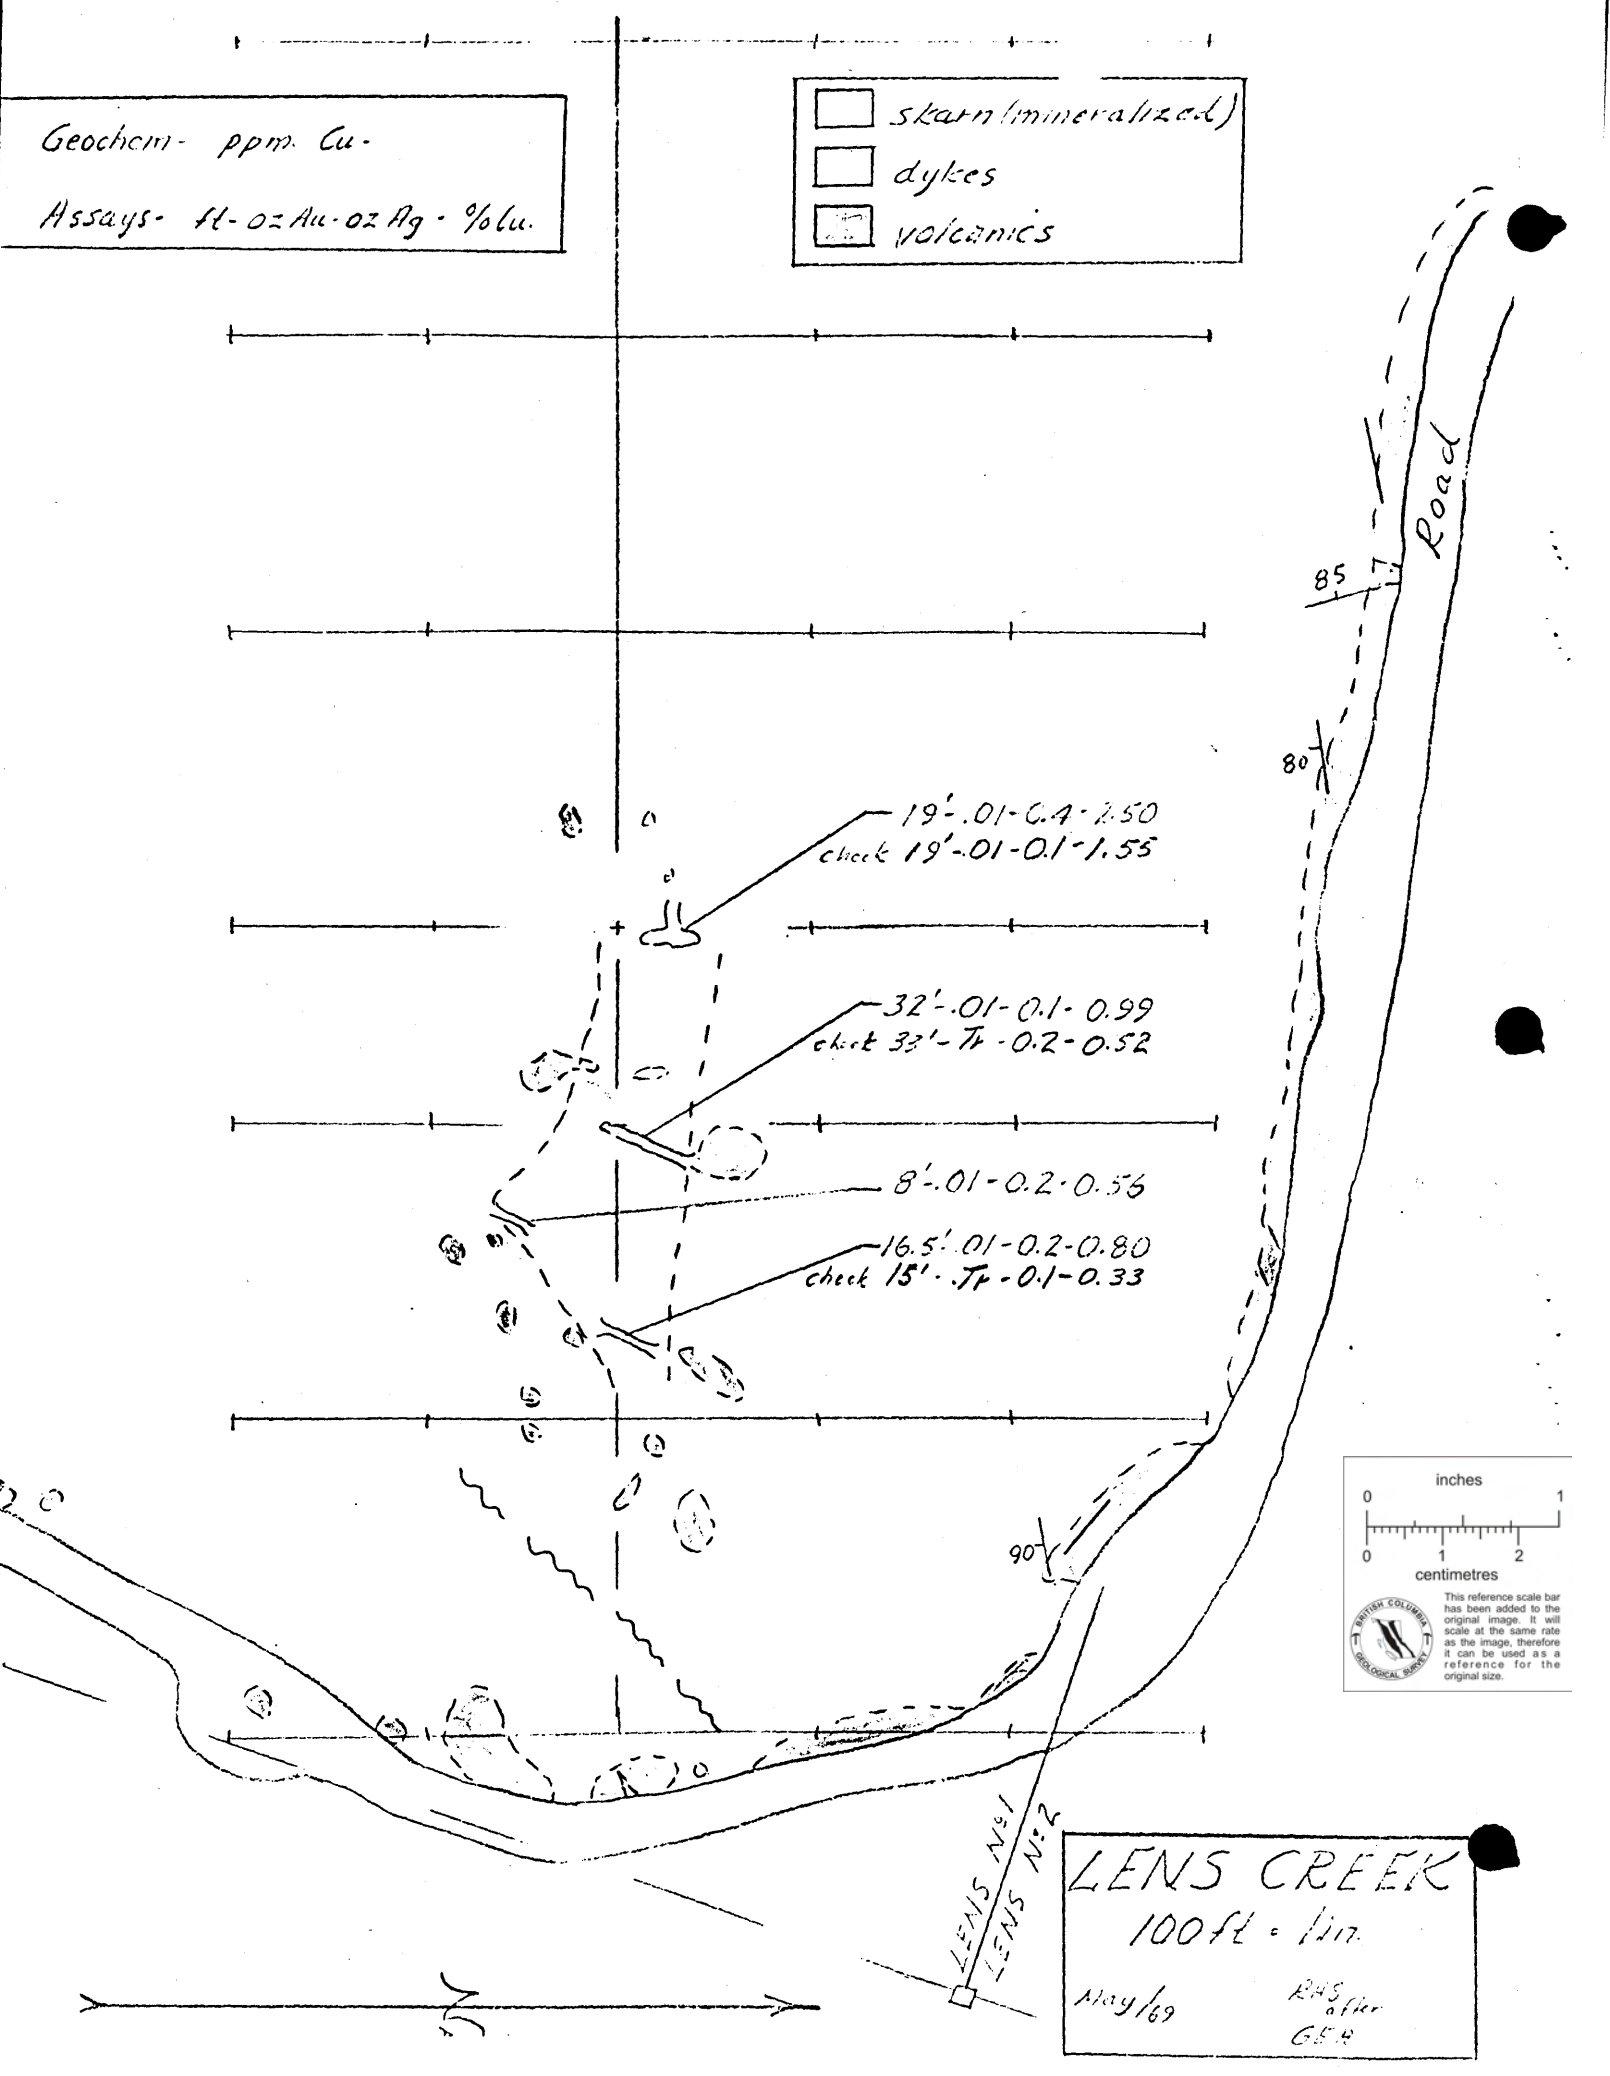 Geochem - ppm. Cu -
Assays - ft - oz Au - oz Ag - % Cu.
skarn (mineralized)
dykes
volcanics
Road
85
80
19' - .01 - 0.4 - 2.50
check 19' - .01 - 0.1 - 1.55
32' - .01 - 0.1 - 0.99
check 33' - Tr - 0.2 - 0.52
8' - .01 - 0.2 - 0.56
16.5' .01 - 0.2 - 0.80
check 15' - .Tr - 0.1 - 0.33
90
inches
0 1
0 1 2
centimetres
This reference scale bar
has been added to the
original image. It will
scale at the same rate
as the image, therefore
it can be used as a
reference for the
original size.
BRITISH COLUMBIA
GEOLOGICAL SURVEY
LENS Nº1
LENS Nº2
N
LENS CREEK
100 ft = 1 in.
May/69
RHS
after